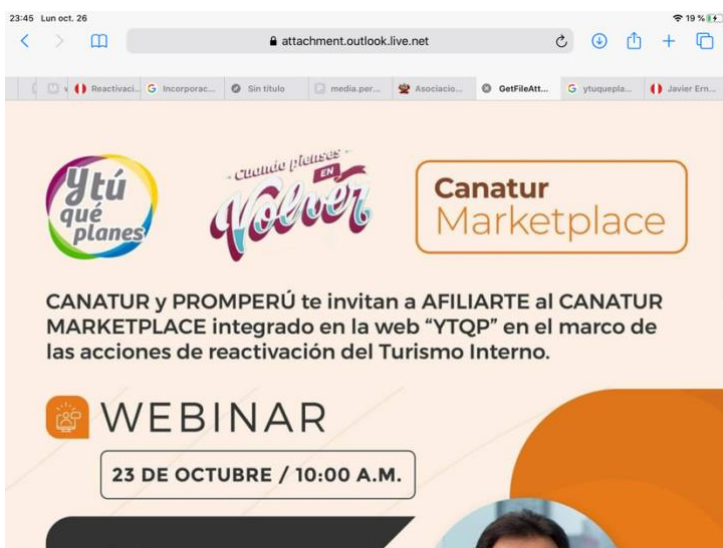 23:45 Lun oct. 26
19 %
attachment.outlook.live.net
Reactivaci... Incorporac... Sin título media.per... Asociacio... GetFileAtt... ytuquepla... Javier Ern...
Y tú
qué
planes
Cuando pienses
EN
Volver
Canatur
Marketplace
CANATUR y PROMPERÚ te invitan a AFILIARTE al CANATUR
MARKETPLACE integrado en la web “YTQP” en el marco de
las acciones de reactivación del Turismo Interno.
WEBINAR
23 DE OCTUBRE / 10:00 A.M.